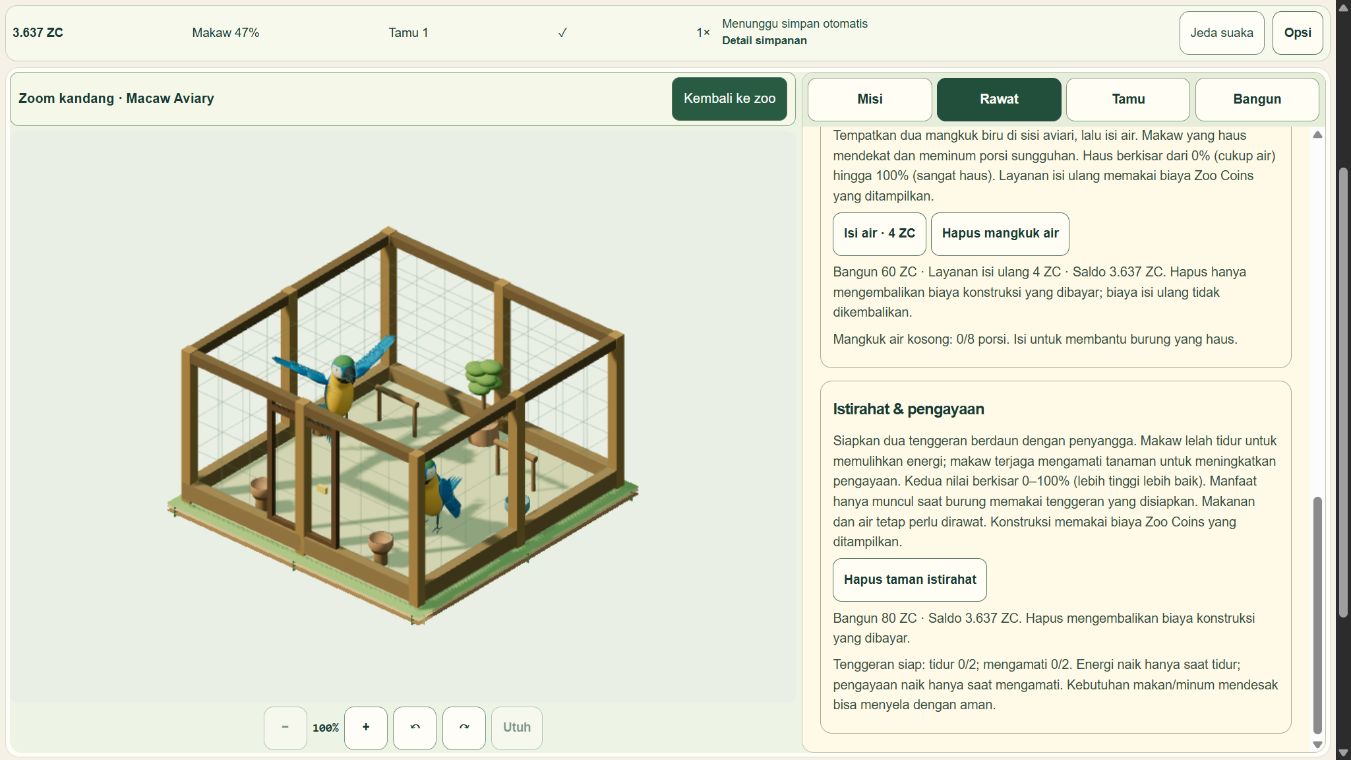 3.637 ZC
Makaw 47%
Tamu 1
✓
1×
Menunggu simpan otomatis
Detail simpanan
Jeda suaka
Opsi
Zoom kandang · Macaw Aviary
Kembali ke zoo
− 100% + ↶ ↷ Utuh
Misi
Rawat
Tamu
Bangun
Tempatkan dua mangkuk biru di sisi aviari, lalu isi air. Makaw yang haus
mendekat dan meminum porsi sungguhan. Haus berkisar dari 0% (cukup air)
hingga 100% (sangat haus). Layanan isi ulang memakai biaya Zoo Coins
yang ditampilkan.
Isi air · 4 ZC
Hapus mangkuk air
Bangun 60 ZC · Layanan isi ulang 4 ZC · Saldo 3.637 ZC. Hapus hanya
mengembalikan biaya konstruksi yang dibayar; biaya isi ulang tidak
dikembalikan.
Mangkuk air kosong: 0/8 porsi. Isi untuk membantu burung yang haus.
Istirahat & pengayaan
Siapkan dua tenggeran berdaun dengan penyangga. Makaw lelah tidur untuk
memulihkan energi; makaw terjaga mengamati tanaman untuk meningkatkan
pengayaan. Kedua nilai berkisar 0–100% (lebih tinggi lebih baik). Manfaat
hanya muncul saat burung memakai tenggeran yang disiapkan. Makanan
dan air tetap perlu dirawat. Konstruksi memakai biaya Zoo Coins yang
ditampilkan.
Hapus taman istirahat
Bangun 80 ZC · Saldo 3.637 ZC. Hapus mengembalikan biaya konstruksi
yang dibayar.
Tenggeran siap: tidur 0/2; mengamati 0/2. Energi naik hanya saat tidur;
pengayaan naik hanya saat mengamati. Kebutuhan makan/minum mendesak
bisa menyela dengan aman.